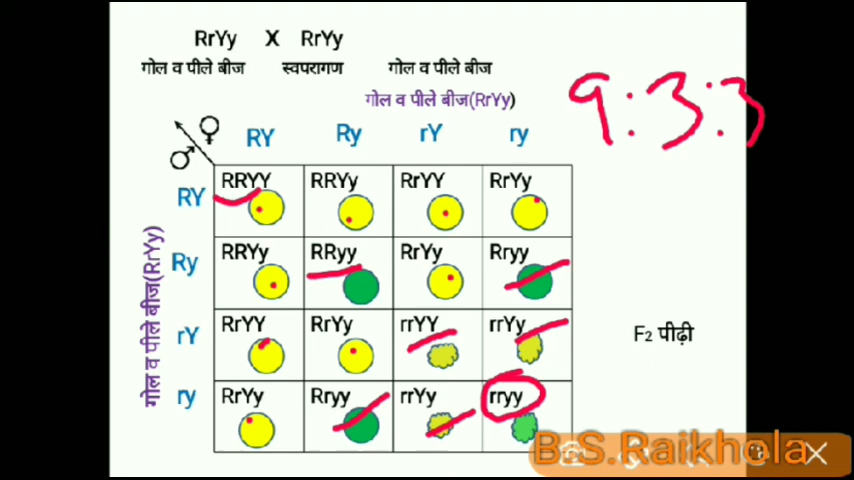 RrYy X RrYy
गोल व पीले बीज स्वपरागण गोल व पीले बीज
गोल व पीले बीज(RrYy)
9:3:3
♀ RY Ry rY ry
♂
RY RRYY RRYy RrYY RrYy
Ry RRYy RRyy RrYy Rryy
rY RrYY RrYy rrYY rrYy
ry RrYy Rryy rrYy rryy
गोल व पीले बीज(RrYy)
F₂ पीढ़ी
B.S.Raikhola